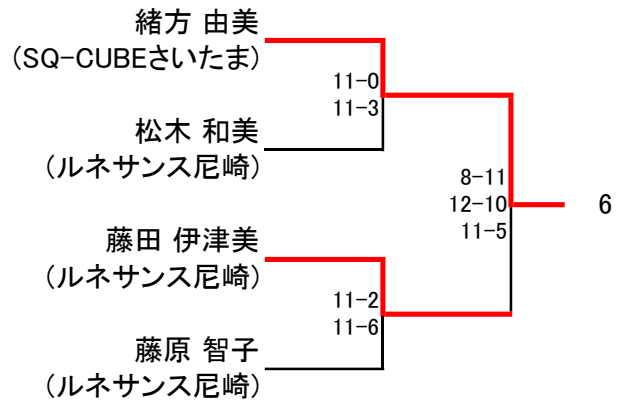 緒方 由美
(SQ-CUBEさいたま)
11-0
11-3
松木 和美
(ルネサンス尼崎)
8-11
12-10
11-5
6
藤田 伊津美
(ルネサンス尼崎)
11-2
11-6
藤原 智子
(ルネサンス尼崎)